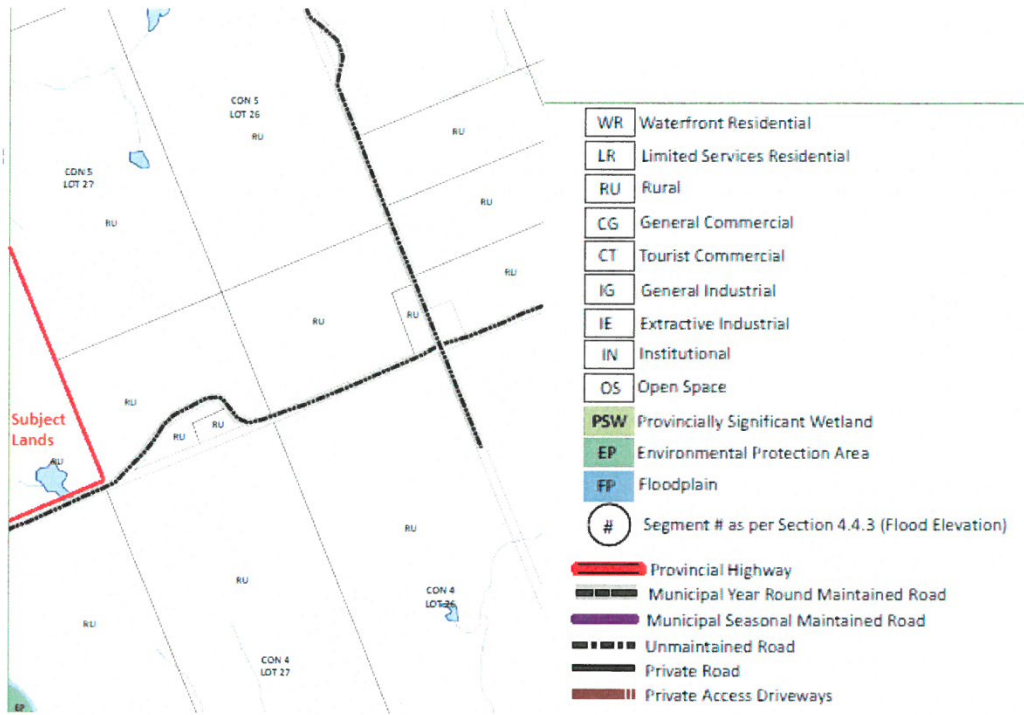 CON 5
LOT 26
RU
RU
CON 5
LOT 27
RU
RU
RU
RU
RU
RU
Subject
Lands
RU
RU
RU
RU
RU
RU
CON 4
LOT 26
RU
CON 4
LOT 27
EP
WR Waterfront Residential
LR Limited Services Residential
RU Rural
CG General Commercial
CT Tourist Commercial
IG General Industrial
IE Extractive Industrial
IN Institutional
OS Open Space
PSW Provincially Significant Wetland
EP Environmental Protection Area
FP Floodplain
# Segment # as per Section 4.4.3 (Flood Elevation)
Provincial Highway
Municipal Year Round Maintained Road
Municipal Seasonal Maintained Road
Unmaintained Road
Private Road
Private Access Driveways